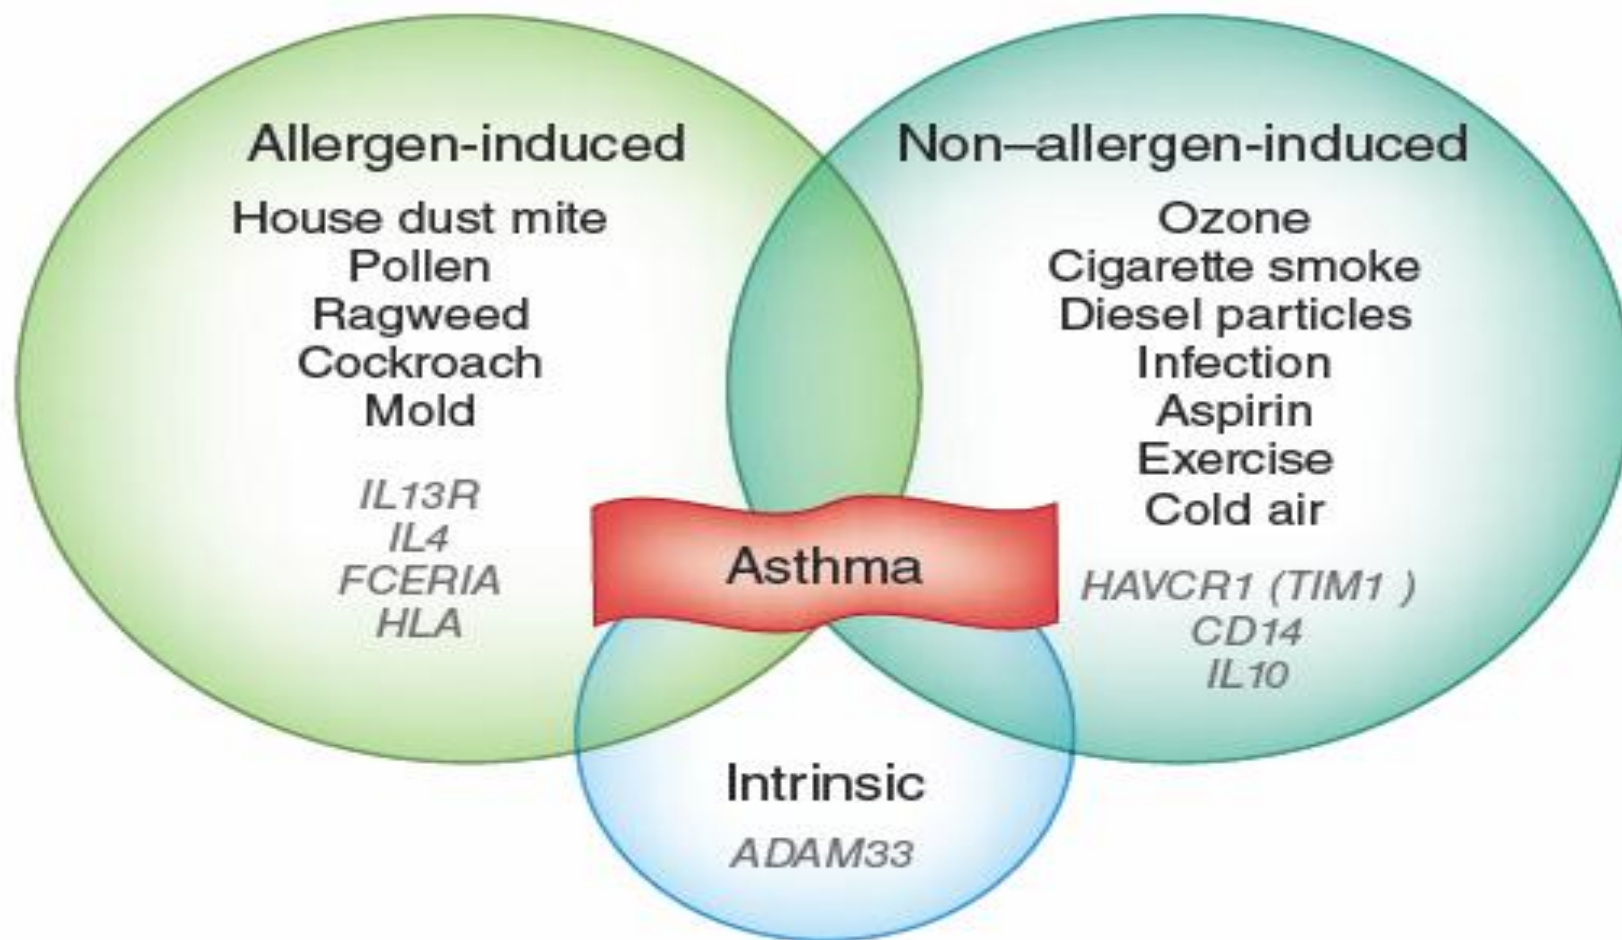 Allergen-induced
House dust mite
Pollen
Ragweed
Cockroach
Mold
IL13R
IL4
FCERIA
HLA
Non–allergen-induced
Ozone
Cigarette smoke
Diesel particles
Infection
Aspirin
Exercise
Cold air
HAVCR1 (TIM1 )
CD14
IL10
Asthma
Intrinsic
ADAM33